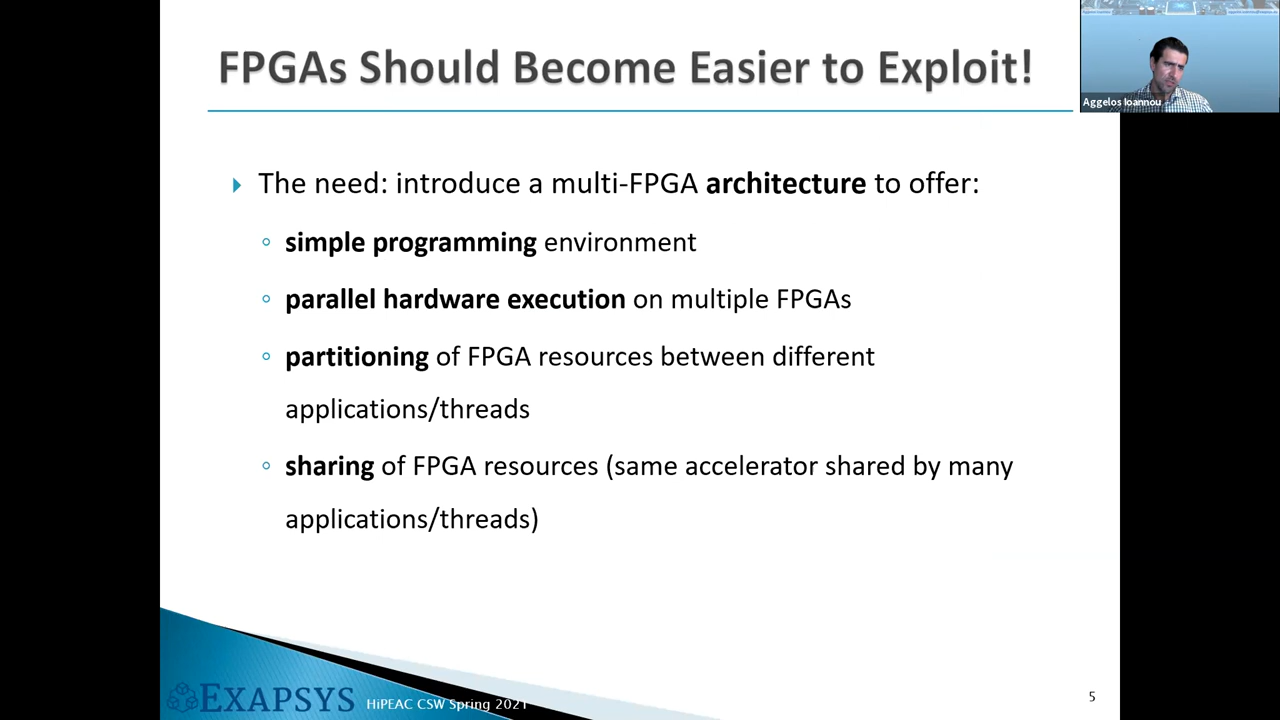 FPGAs Should Become Easier to Exploit!
Aggelos Ioannou
The need: introduce a multi-FPGA architecture to offer:
simple programming environment
parallel hardware execution on multiple FPGAs
partitioning of FPGA resources between different
applications/threads
sharing of FPGA resources (same accelerator shared by many
applications/threads)
EXAPSYS
HiPEAC CSW Spring 2021
5